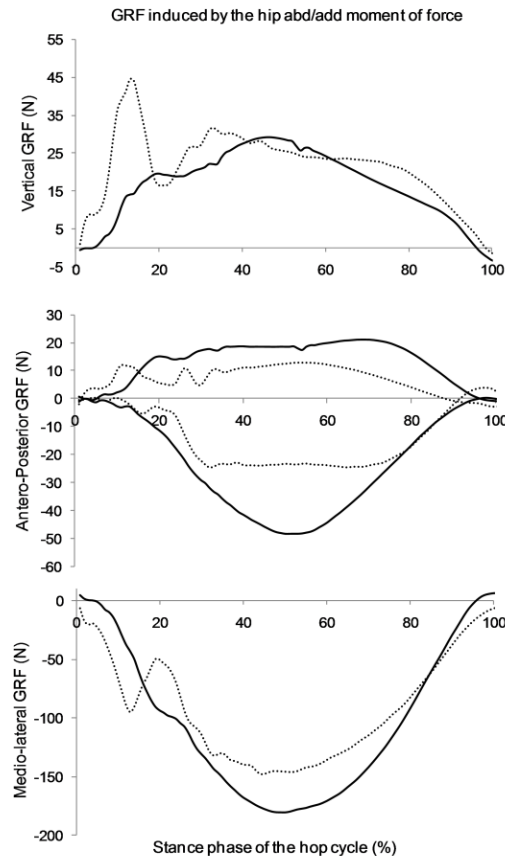 GRF induced by the hip abd/add moment of force
Vertical GRF (N)
55
45
35
25
15
5
-5
0 20 40 60 80 100
Antero-Posterior GRF (N)
30
20
10
0
-10
-20
-30
-40
-50
-60
0 20 40 60 80 100
Medio-lateral GRF (N)
0
-50
-100
-150
-200
0 20 40 60 80 100
Stance phase of the hop cycle (%)